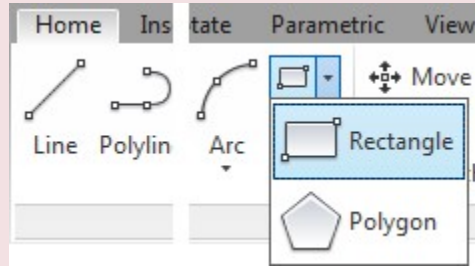 Home Ins tate Parametric View
Move
Line Polylin Arc
Rectangle
Polygon